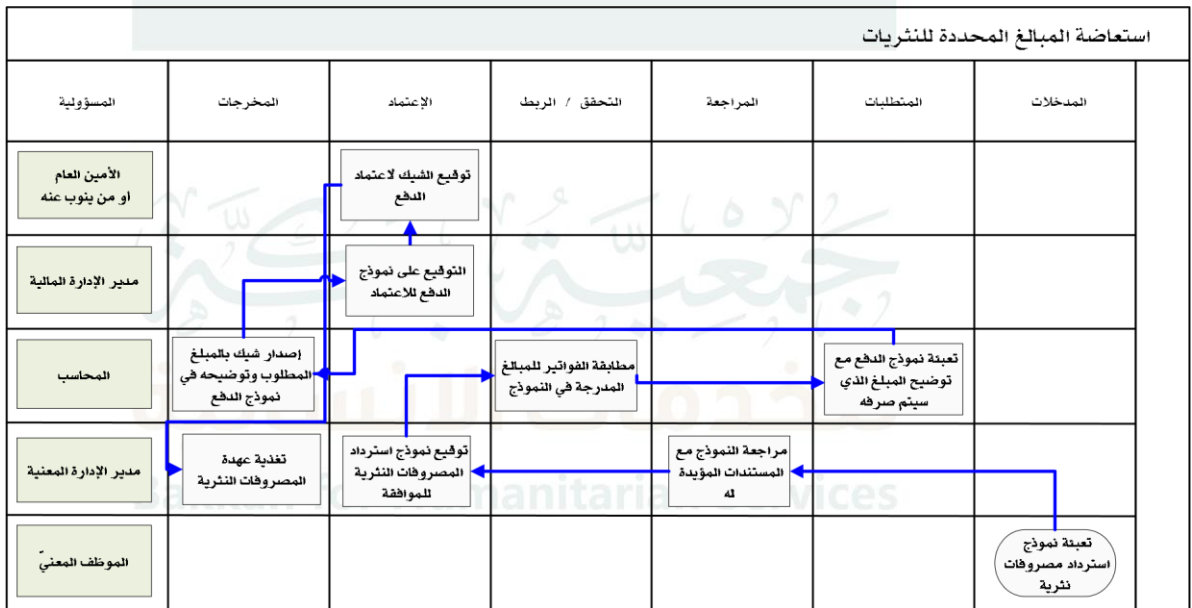 استعاضة المبالغ المحددة للنثريات
المدخلات
المتطلبات
المراجعة
التحقق / الربط
الإعتماد
المخرجات
المسؤولية
توقيع الشيك لاعتماد
الدفع
الأمين العام
أو من ينوب عنه
التوقيع على نموذج
الدفع للاعتماد
مدير الإدارة المالية
تعبئة نموذج الدفع مع
توضيح المبلغ الذي
سيتم صرفه
مطابقة الفواتير للمبالغ
المدرجة في النموذج
إصدار شيك بالمبلغ
المطلوب وتوضيحه في
نموذج الدفع
المحاسب
مراجعة النموذج مع
المستندات المؤيدة
له
توقيع نموذج استرداد
المصروفات النثرية
للموافقة
تغذية عهدة
المصروفات النثرية
مدير الإدارة المعنية
تعبئة نموذج
استرداد مصروفات
نثرية
الموظف المعنيّ